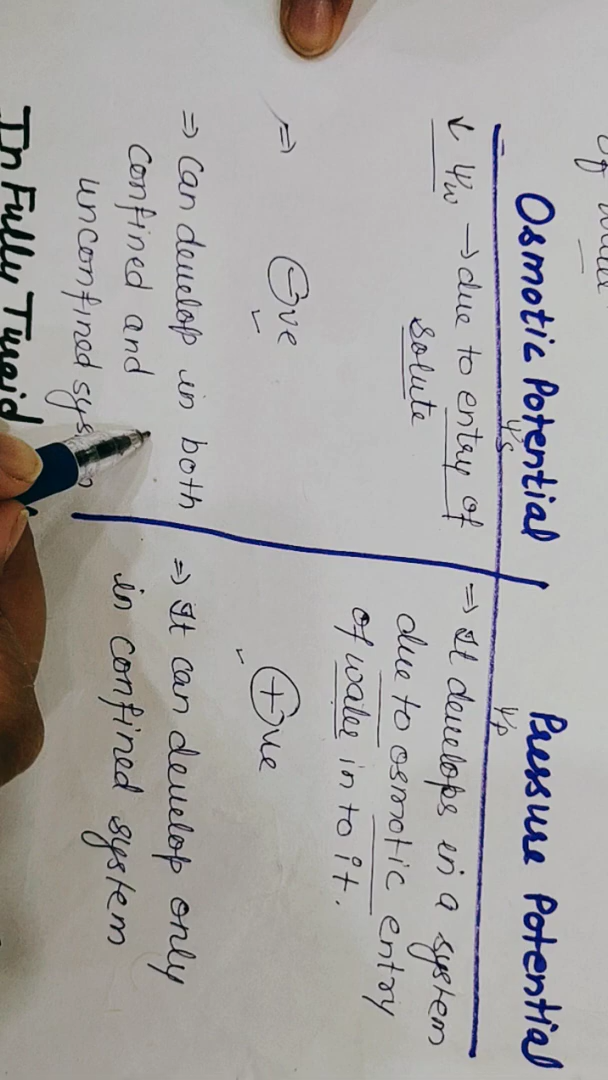 of water
Osmotic Potential
Ψs
↓ Ψw → due to entry of
solute
⇒ ⊖ve
⇒ Can develop in both
confined and
unconfined sys
Pressure Potential
Ψp
⇒ It develops in a system
due to osmotic entry
of water in to it.
⊕ve
⇒ It can develop only
in confined system
In Fully Turgid